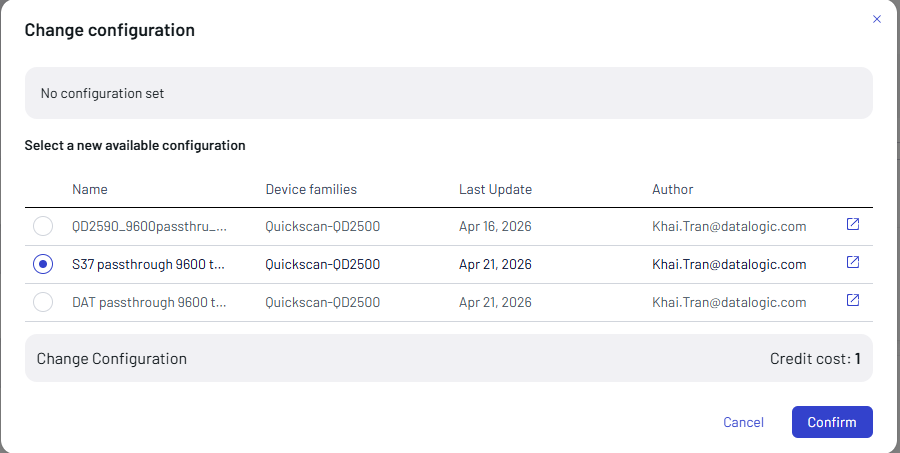 Change configuration
No configuration set
Select a new available configuration
Name Device families Last Update Author
QD2590_9600passthru_... Quickscan-QD2500 Apr 16, 2026 Khai.Tran@datalogic.com
S37 passthrough 9600 t... Quickscan-QD2500 Apr 21, 2026 Khai.Tran@datalogic.com
DAT passthrough 9600 t... Quickscan-QD2500 Apr 21, 2026 Khai.Tran@datalogic.com
Change Configuration Credit cost: 1
Cancel Confirm